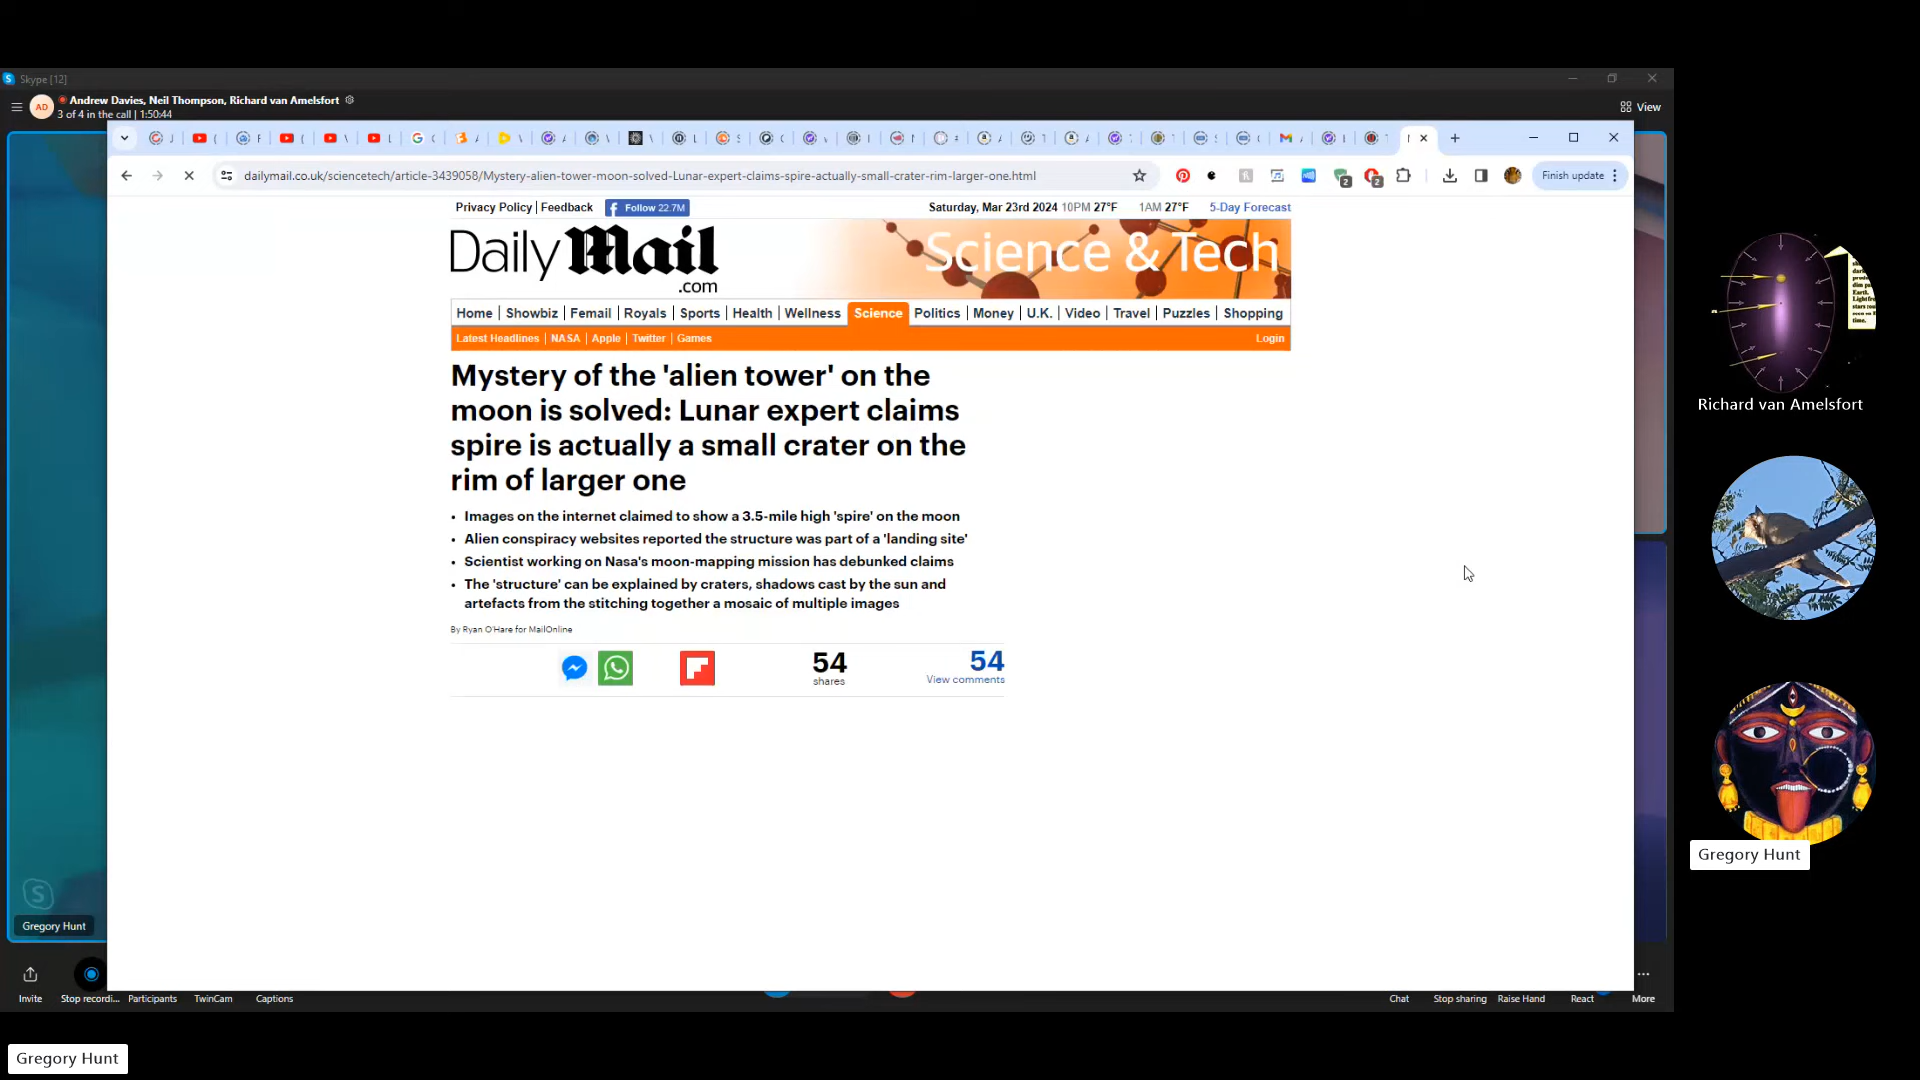 Skype [12]
Andrew Davies, Neil Thompson, Richard van Amelsfort
AD
3 of 4 in the call | 1:50:44
View
dailymail.co.uk/sciencetech/article-3439058/Mystery-alien-tower-moon-solved-Lunar-expert-claims-spire-actually-small-crater-rim-larger-one.html
2
2
Finish update
Privacy Policy | Feedback
Follow 22.7M
Saturday, Mar 23rd 2024 10PM 27°F 1AM 27°F 5-Day Forecast
Daily Mail
.com
Science & Tech
Home | Showbiz | Femail | Royals | Sports | Health | Wellness | Science | Politics | Money | U.K. | Video | Travel | Puzzles | Shopping
Latest Headlines | NASA | Apple | Twitter | Games
Login
Mystery of the 'alien tower' on the
moon is solved: Lunar expert claims
spire is actually a small crater on the
rim of larger one
• Images on the internet claimed to show a 3.5-mile high 'spire' on the moon
• Alien conspiracy websites reported the structure was part of a 'landing site'
• Scientist working on Nasa's moon-mapping mission has debunked claims
• The 'structure' can be explained by craters, shadows cast by the sun and
artefacts from the stitching together a mosaic of multiple images
By Ryan O'Hare for MailOnline
54
shares
54
View comments
Richard van Amelsfort
Gregory Hunt
Gregory Hunt
Invite
Stop recordi...
Participants
TwinCam
Captions
Chat
Stop sharing
Raise Hand
React
More
Gregory Hunt